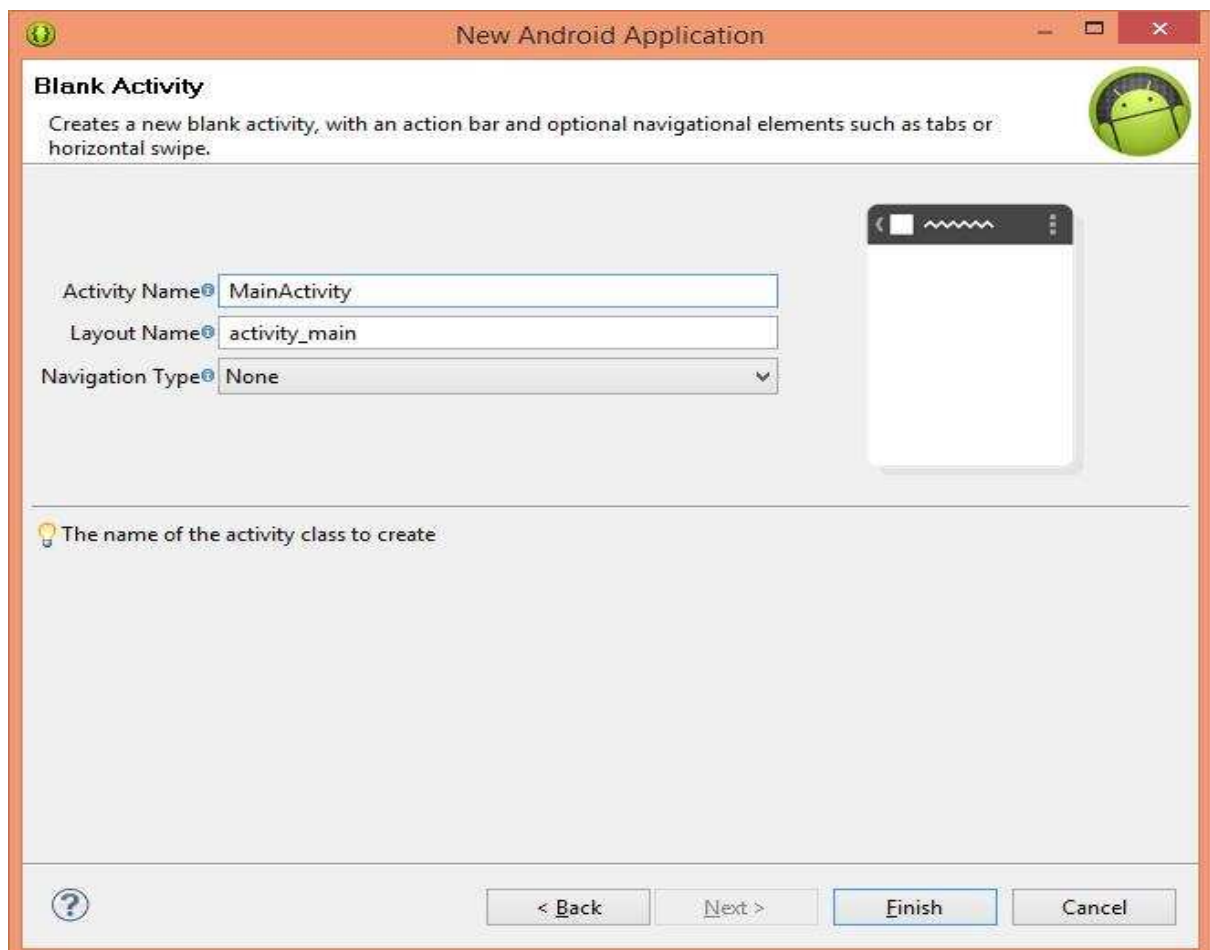 New Android Application
Blank Activity
Creates a new blank activity, with an action bar and optional navigational elements such as tabs or
horizontal swipe.
Activity Name MainActivity
Layout Name activity_main
Navigation Type None
The name of the activity class to create
< Back Next > Finish Cancel